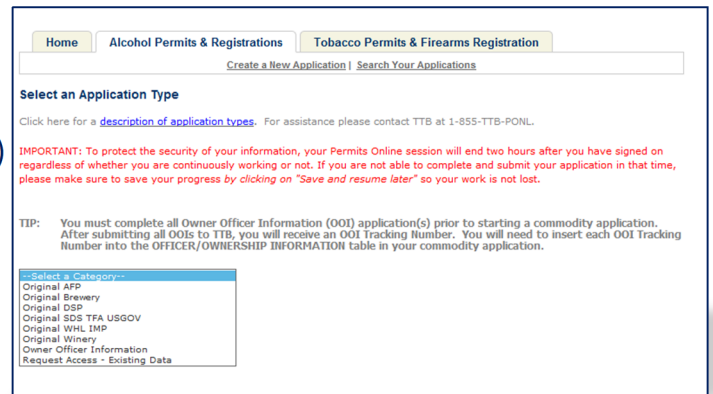 Home Alcohol Permits & Registrations Tobacco Permits & Firearms Registration
Create a New Application | Search Your Applications
Select an Application Type
Click here for a description of application types. For assistance please contact TTB at 1-855-TTB-PONL.
IMPORTANT: To protect the security of your information, your Permits Online session will end two hours after you have signed on
regardless of whether you are continuously working or not. If you are not able to complete and submit your application in that time,
please make sure to save your progress by clicking on "Save and resume later" so your work is not lost.
TIP: You must complete all Owner Officer Information (OOI) application(s) prior to starting a commodity application.
After submitting all OOIs to TTB, you will receive an OOI Tracking Number. You will need to insert each OOI Tracking
Number into the OFFICER/OWNERSHIP INFORMATION table in your commodity application.
--Select a Category--
Original AFP
Original Brewery
Original DSP
Original SDS TFA USGOV
Original WHL IMP
Original Winery
Owner Officer Information
Request Access - Existing Data